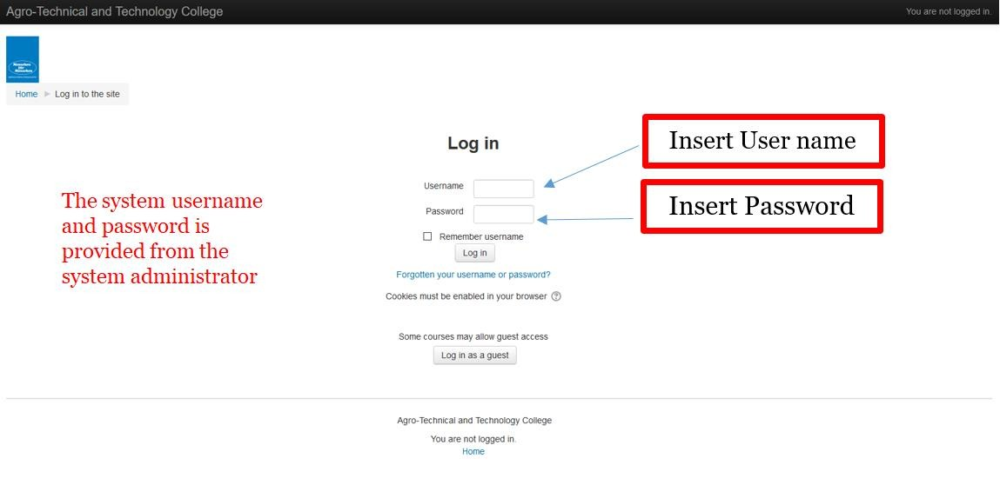 Agro-Technical and Technology College
You are not logged in.
Menschen
für
Menschen
Home ► Log in to the site
Log in
Insert User name
Username
The system username
and password is
provided from the
system administrator
Password
Insert Password
Remember username
Log in
Forgotten your username or password?
Cookies must be enabled in your browser ?
Some courses may allow guest access
Log in as a guest
Agro-Technical and Technology College
You are not logged in.
Home